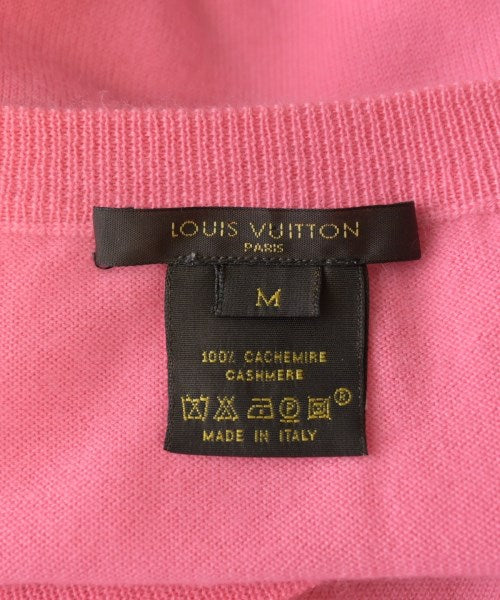 LOUIS VUITTON
PARIS
M
100% CACHEMIRE
CASHMERE
P ®
MADE IN ITALY